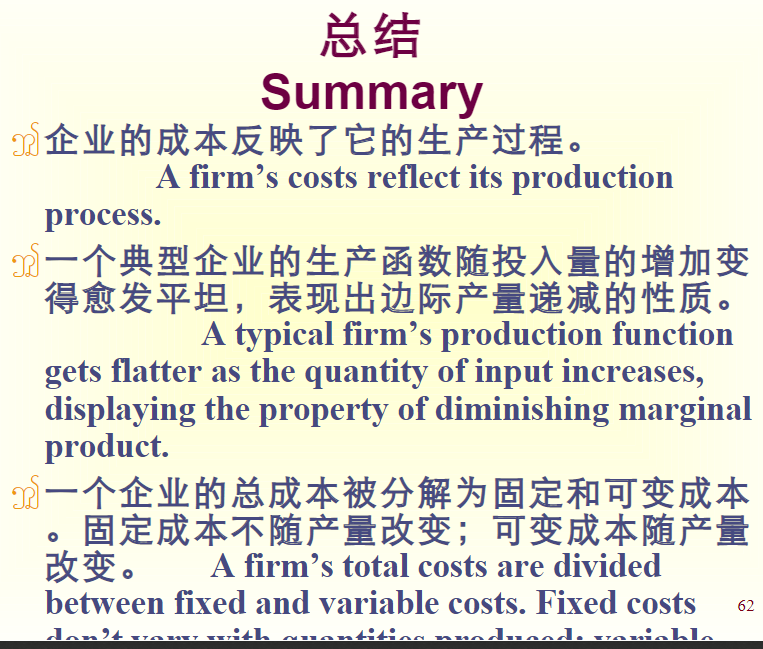 总结
Summary
企业的成本反映了它的生产过程。
A firm’s costs reflect its production
process.
一个典型企业的生产函数随投入量的增加变
得愈发平坦，表现出边际产量递减的性质。
A typical firm’s production function
gets flatter as the quantity of input increases,
displaying the property of diminishing marginal
product.
一个企业的总成本被分解为固定和可变成本
。固定成本不随产量改变；可变成本随产量
改变。 A firm’s total costs are divided
between fixed and variable costs. Fixed costs
62
don’t vary with quantities produced; variable